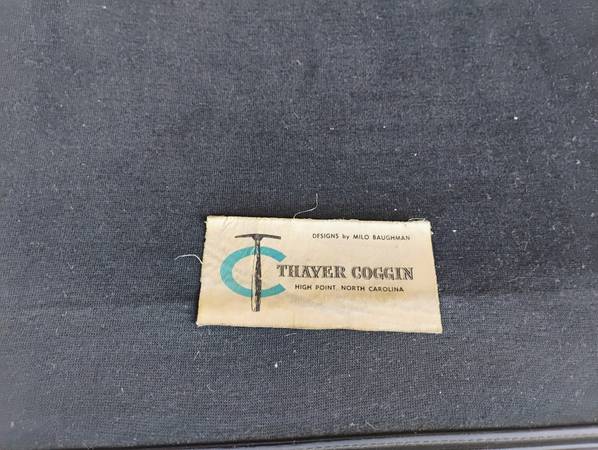 DESIGNS by MILO BAUGHMAN
THAYER COGGIN
HIGH POINT, NORTH CAROLINA